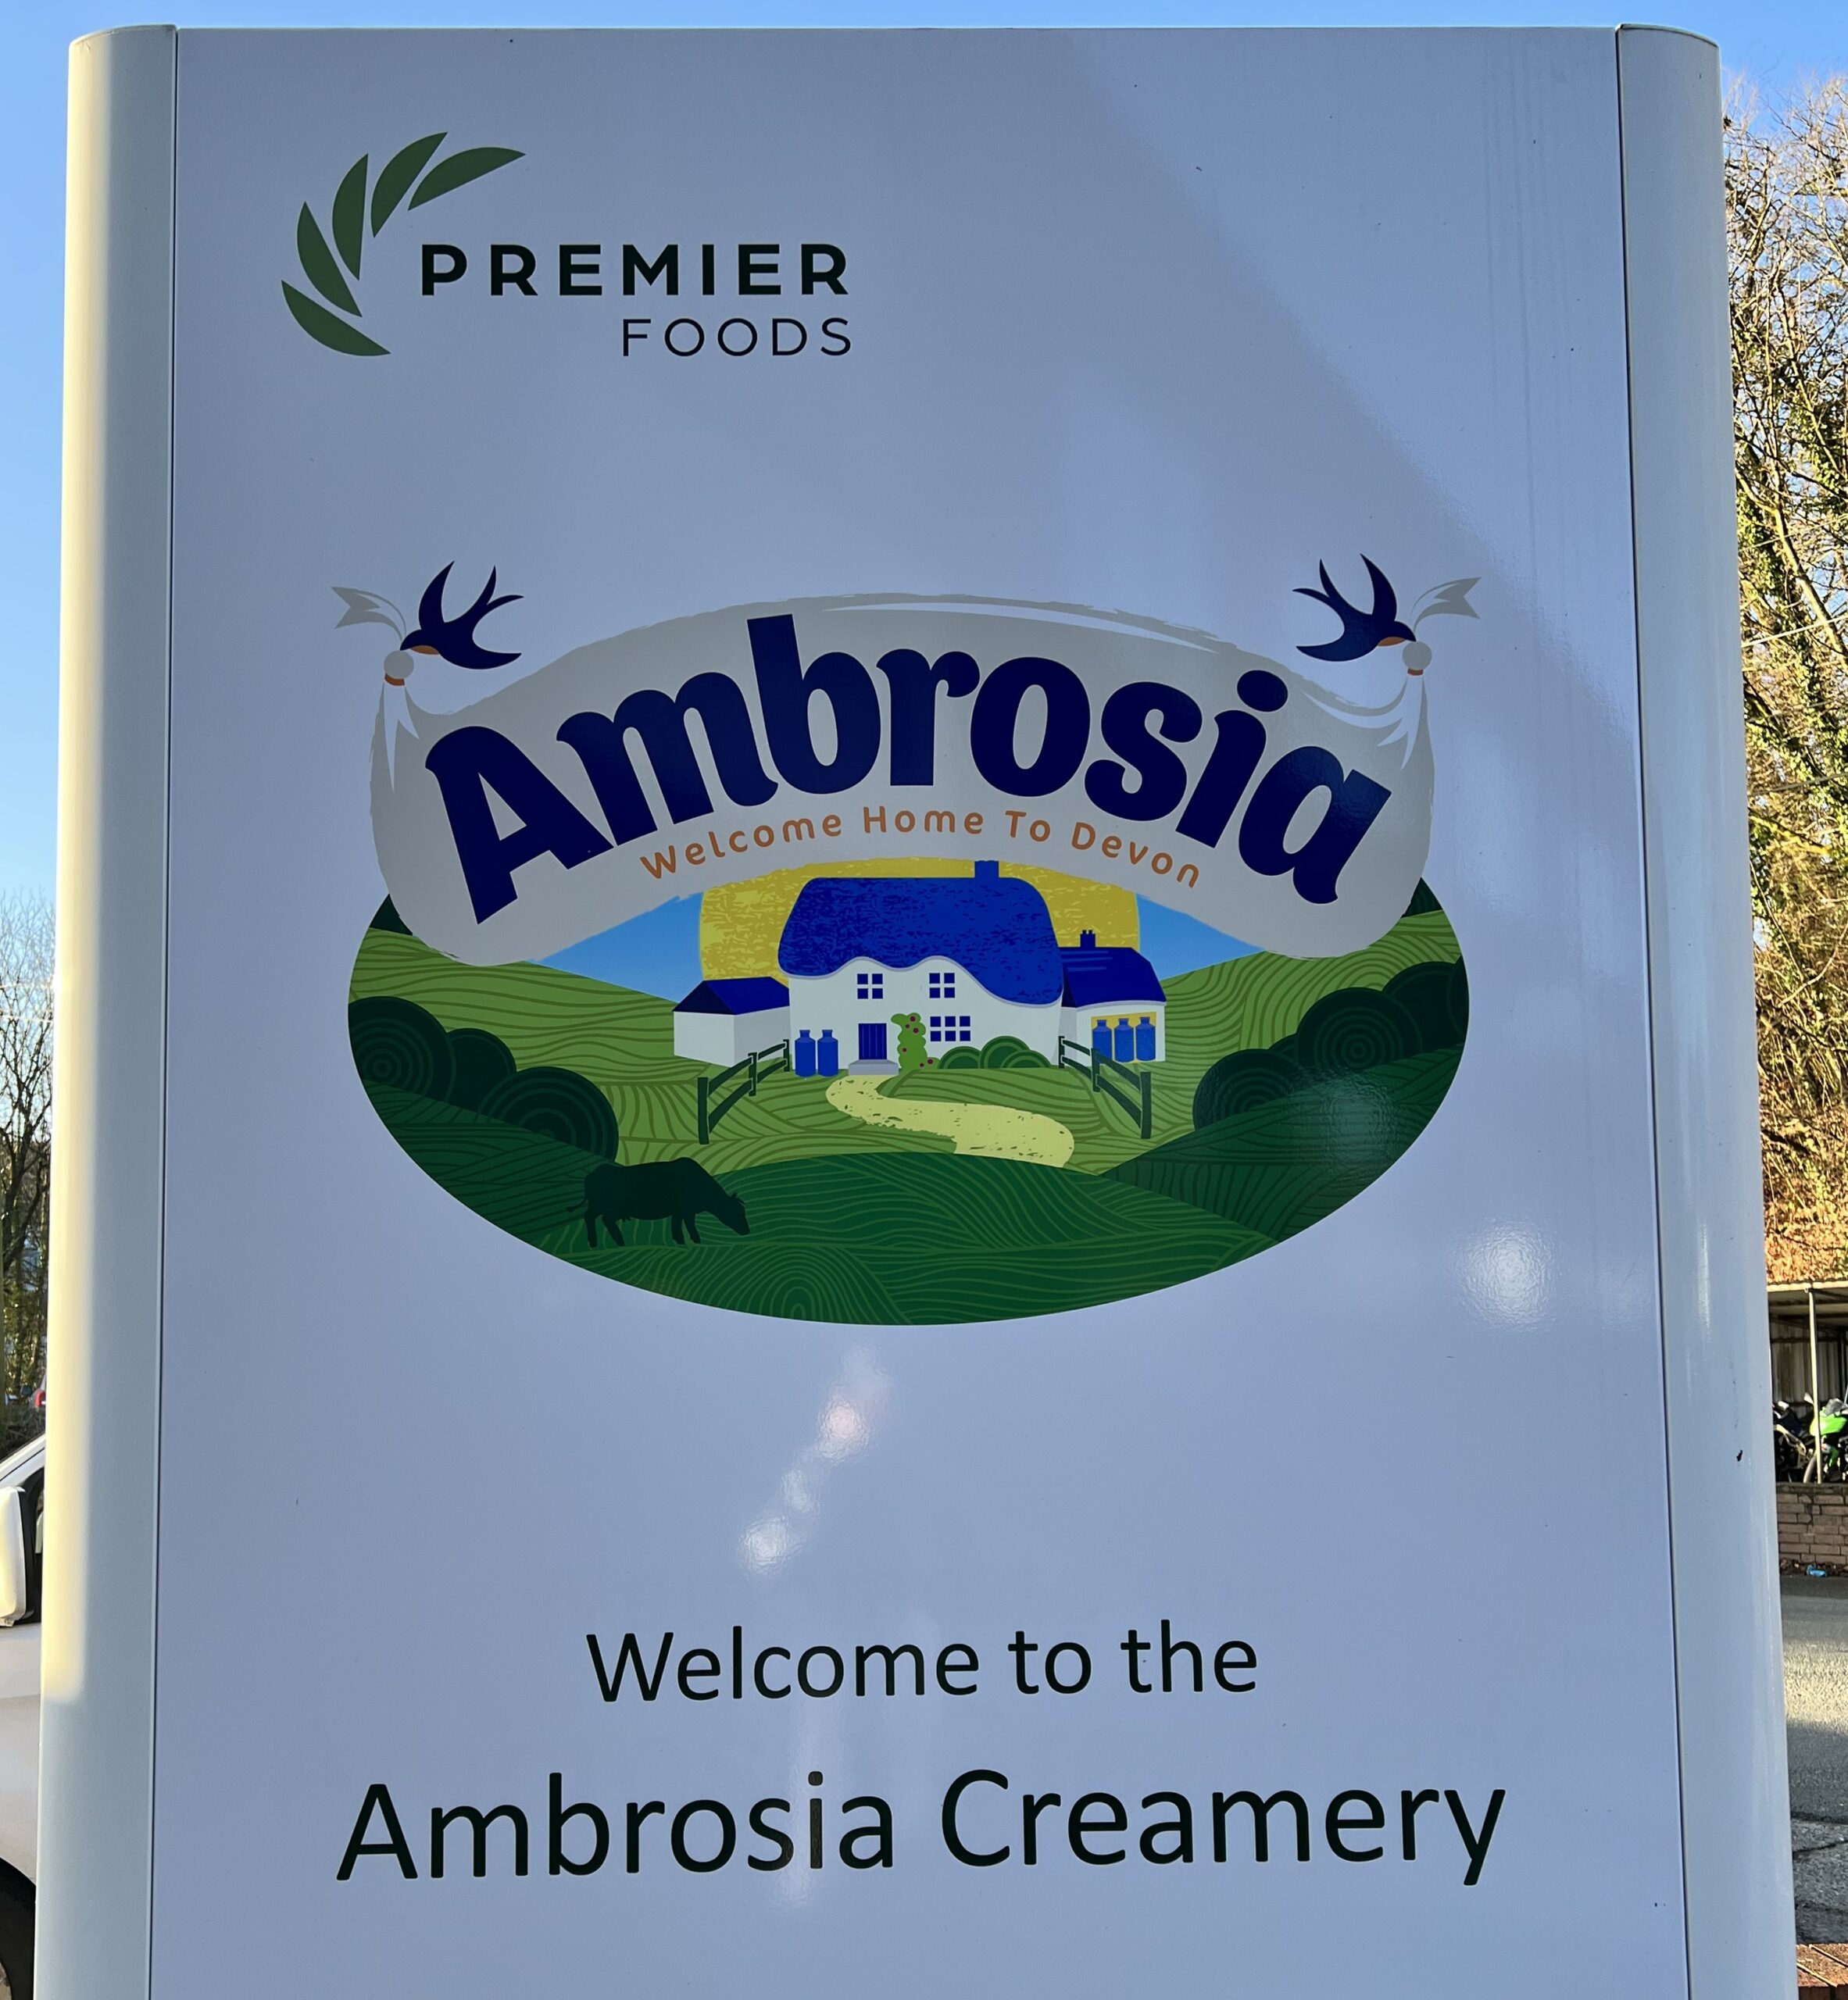 PREMIER
FOODS
Ambrosia
Welcome Home To Devon
Welcome to the
Ambrosia Creamery